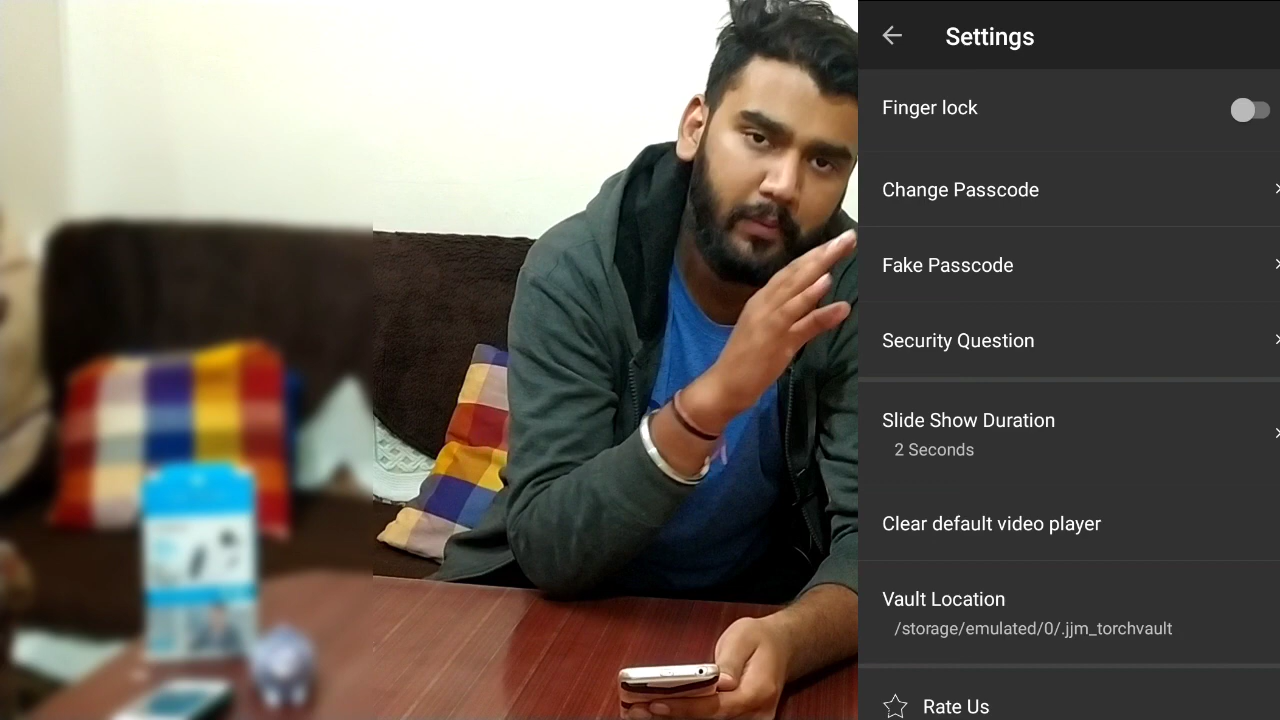 Settings
Finger lock
Change Passcode
Fake Passcode
Security Question
Slide Show Duration
2 Seconds
Clear default video player
Vault Location
/storage/emulated/0/.jjm_torchvault
Rate Us